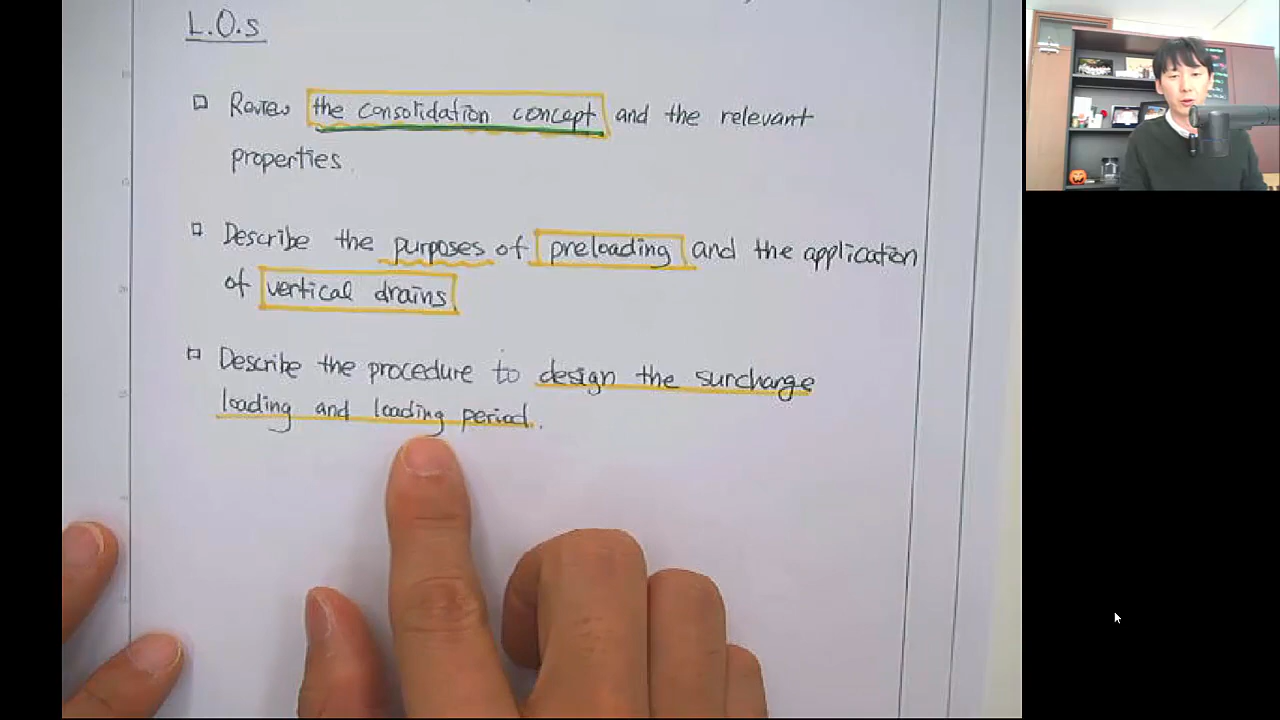 L.O.s
□ Review the consolidation concept and the relevant
properties.
□ Describe the purposes of preloading and the application
of vertical drains
□ Describe the procedure to design the surcharge
loading and loading period.